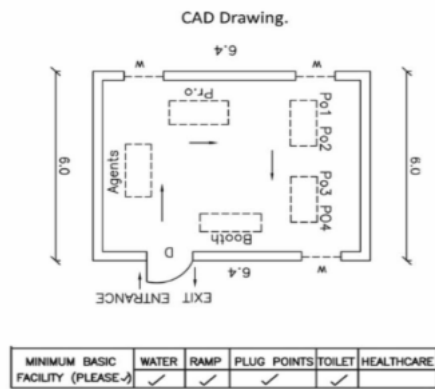 CAD Drawing.
W
6.4
W
Pr.o
Po1
Po2
6.0
6.0
Agents
Po3
PO4
Booth
D
6.4
W
ENTRANCE
EXIT
MINIMUM BASIC FACILITY (PLEASE ✓) WATER RAMP PLUG POINTS TOILET HEALTHCARE
✓ ✓ ✓ ✓